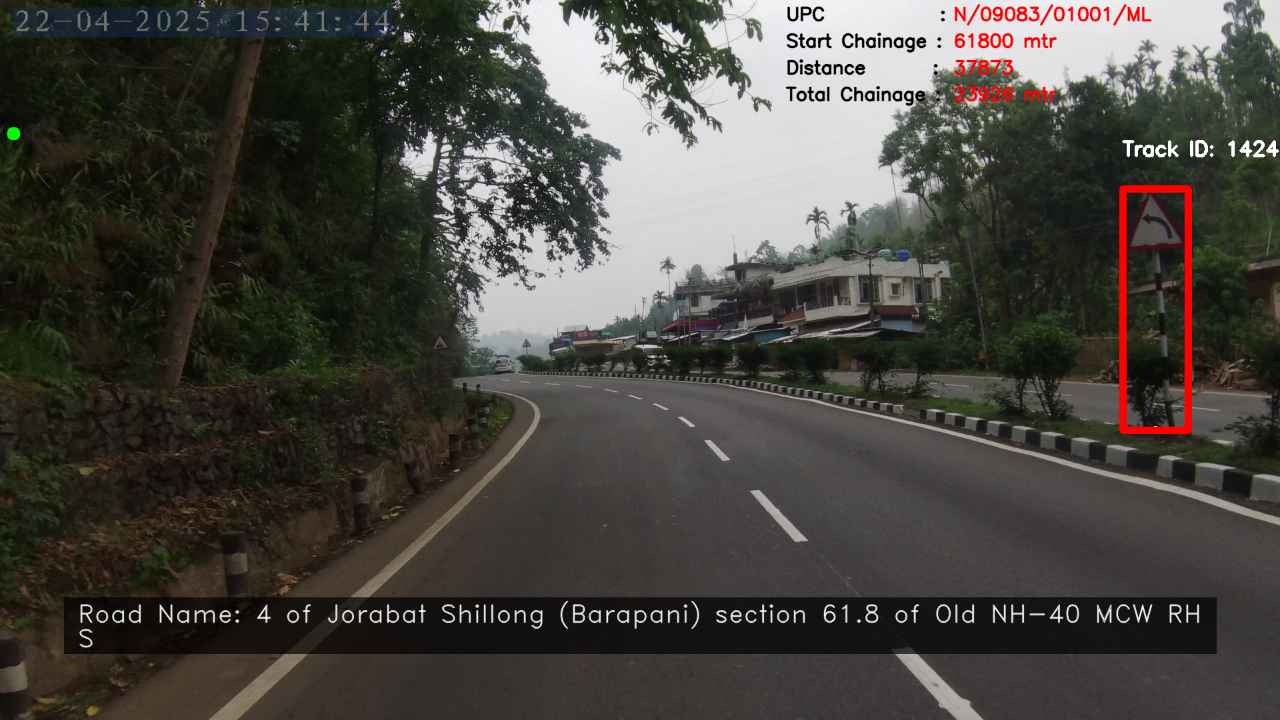 22-04-2025 15:41:44
UPC : N/09083/01001/ML
Start Chainage : 61800 mtr
Distance : 37873
Total Chainage : 23926 mtr
Track ID: 1424
Road Name: 4 of Jorabat Shillong (Barapani) section 61.8 of Old NH-40 MCW RH
S